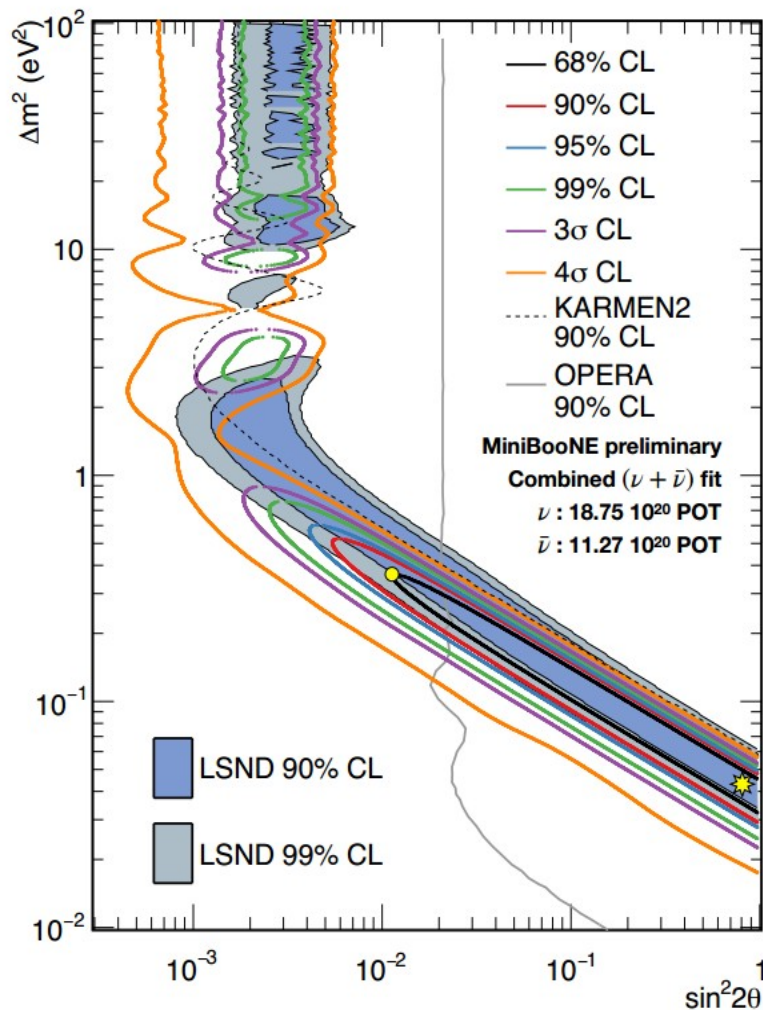 Δm² (eV²)
10²
10
1
10⁻¹
10⁻²
68% CL
90% CL
95% CL
99% CL
3σ CL
4σ CL
KARMEN2
90% CL
OPERA
90% CL
MiniBooNE preliminary
Combined (ν + ν̄) fit
ν : 18.75 10²⁰ POT
ν̄ : 11.27 10²⁰ POT
LSND 90% CL
LSND 99% CL
10⁻³
10⁻²
10⁻¹
1
sin²2θ